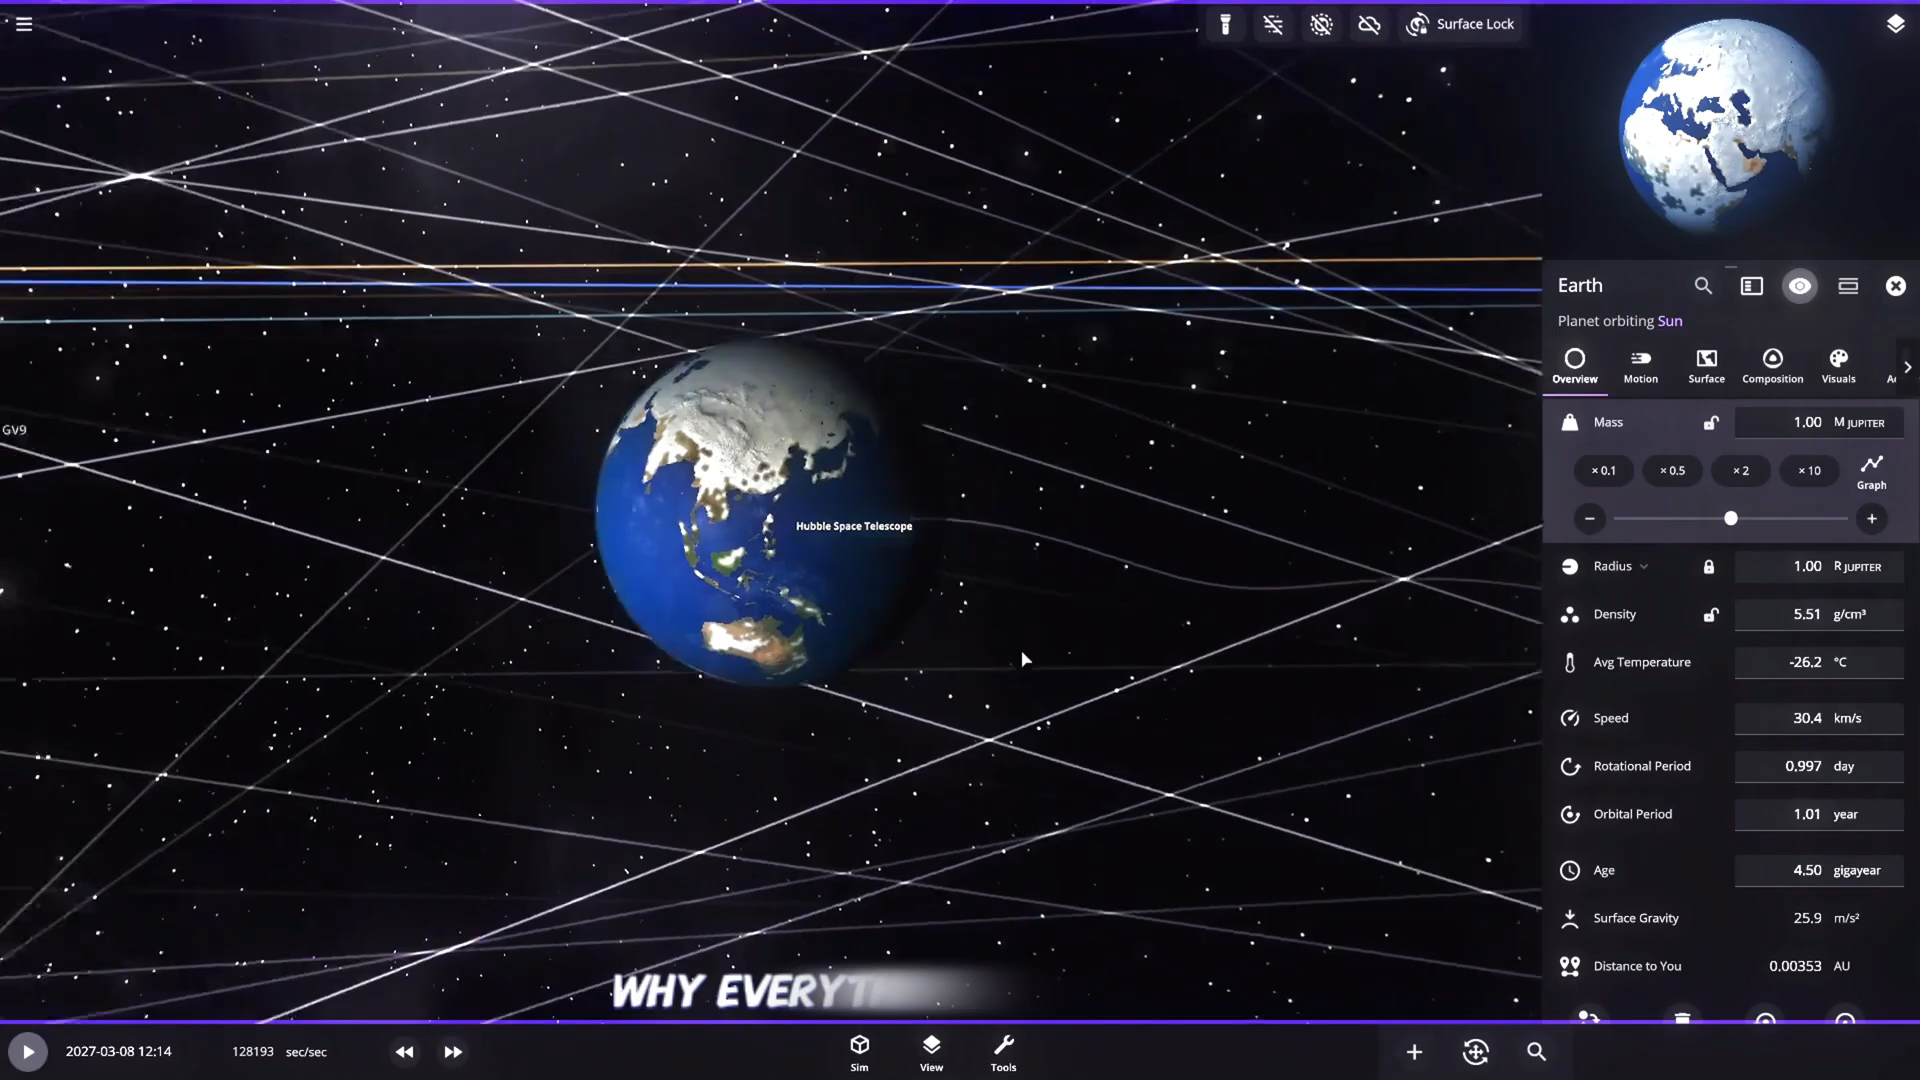 Surface Lock
Earth
Planet orbiting Sun
Overview
Motion
Surface
Composition
Visuals
Mass
1.00 M JUPITER
× 0.1
× 0.5
× 2
× 10
Graph
Radius
1.00 R JUPITER
Density
5.51 g/cm³
Avg Temperature
-26.2 °C
Speed
30.4 km/s
Rotational Period
0.997 day
Orbital Period
1.01 year
Age
4.50 gigayear
Surface Gravity
25.9 m/s²
Distance to You
0.00353 AU
GV9
Hubble Space Telescope
WHY EVERYT
2027-03-08 12:14
128193 sec/sec
Sim
View
Tools